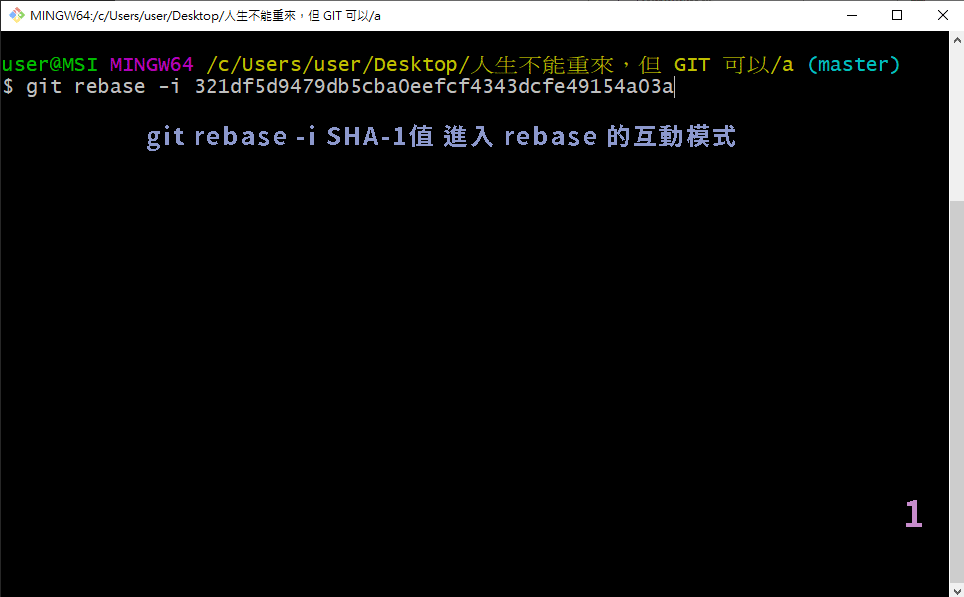 MINGW64:/c/Users/user/Desktop/人生不能重來，但 GIT 可以/a
user@MSI MINGW64 /c/Users/user/Desktop/人生不能重來，但 GIT 可以/a (master)
$ git rebase -i 321df5d9479db5cba0eefcf4343dcfe49154a03a
git rebase -i SHA-1值 進入 rebase 的互動模式
1